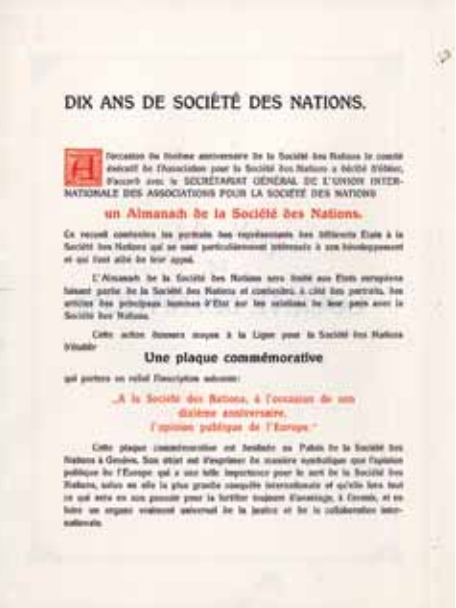 DIX ANS DE SOCIÉTÉ DES NATIONS.
A l'occasion du dixième anniversaire de la Société des Nations le comité
exécutif de l'Association pour la Société des Nations a décidé d'éditer,
d'accord avec le SECRÉTARIAT GÉNÉRAL DE L'UNION INTER-
NATIONALE DES ASSOCIATIONS POUR LA SOCIÉTÉ DES NATIONS
un Almanach de la Société des Nations.
Ce recueil contiendra les portraits des représentants des différents États à la
Société des Nations qui se sont particulièrement intéressés à son développement
et qui l'ont aidé de leur appui.
L'Almanach de la Société des Nations sera limité aux États européens
faisant partie de la Société des Nations et contiendra, à côté des portraits, des
articles des principaux hommes d'État sur les relations de leur pays avec la
Société des Nations.
Cette action donnera moyen à la Ligue pour la Société des Nations
d'établir
Une plaque commémorative
qui portera en relief l'inscription suivante:
„A la Société des Nations, à l'occasion de son
dixième anniversaire,
l'opinion publique de l'Europe."
Cette plaque commémorative est destinée au Palais de la Société des
Nations à Genève. Son objet est d'exprimer de manière symbolique que l'opinion
publique de l'Europe qui a une telle importance pour le sort de la Société des
Nations, salue en elle la plus grande conquête internationale et qu'elle fera tout
ce qui sera en son pouvoir pour la fortifier toujours davantage, à l'avenir, et en
faire un organe vraiment universel de la justice et de la collaboration inter-
nationale.